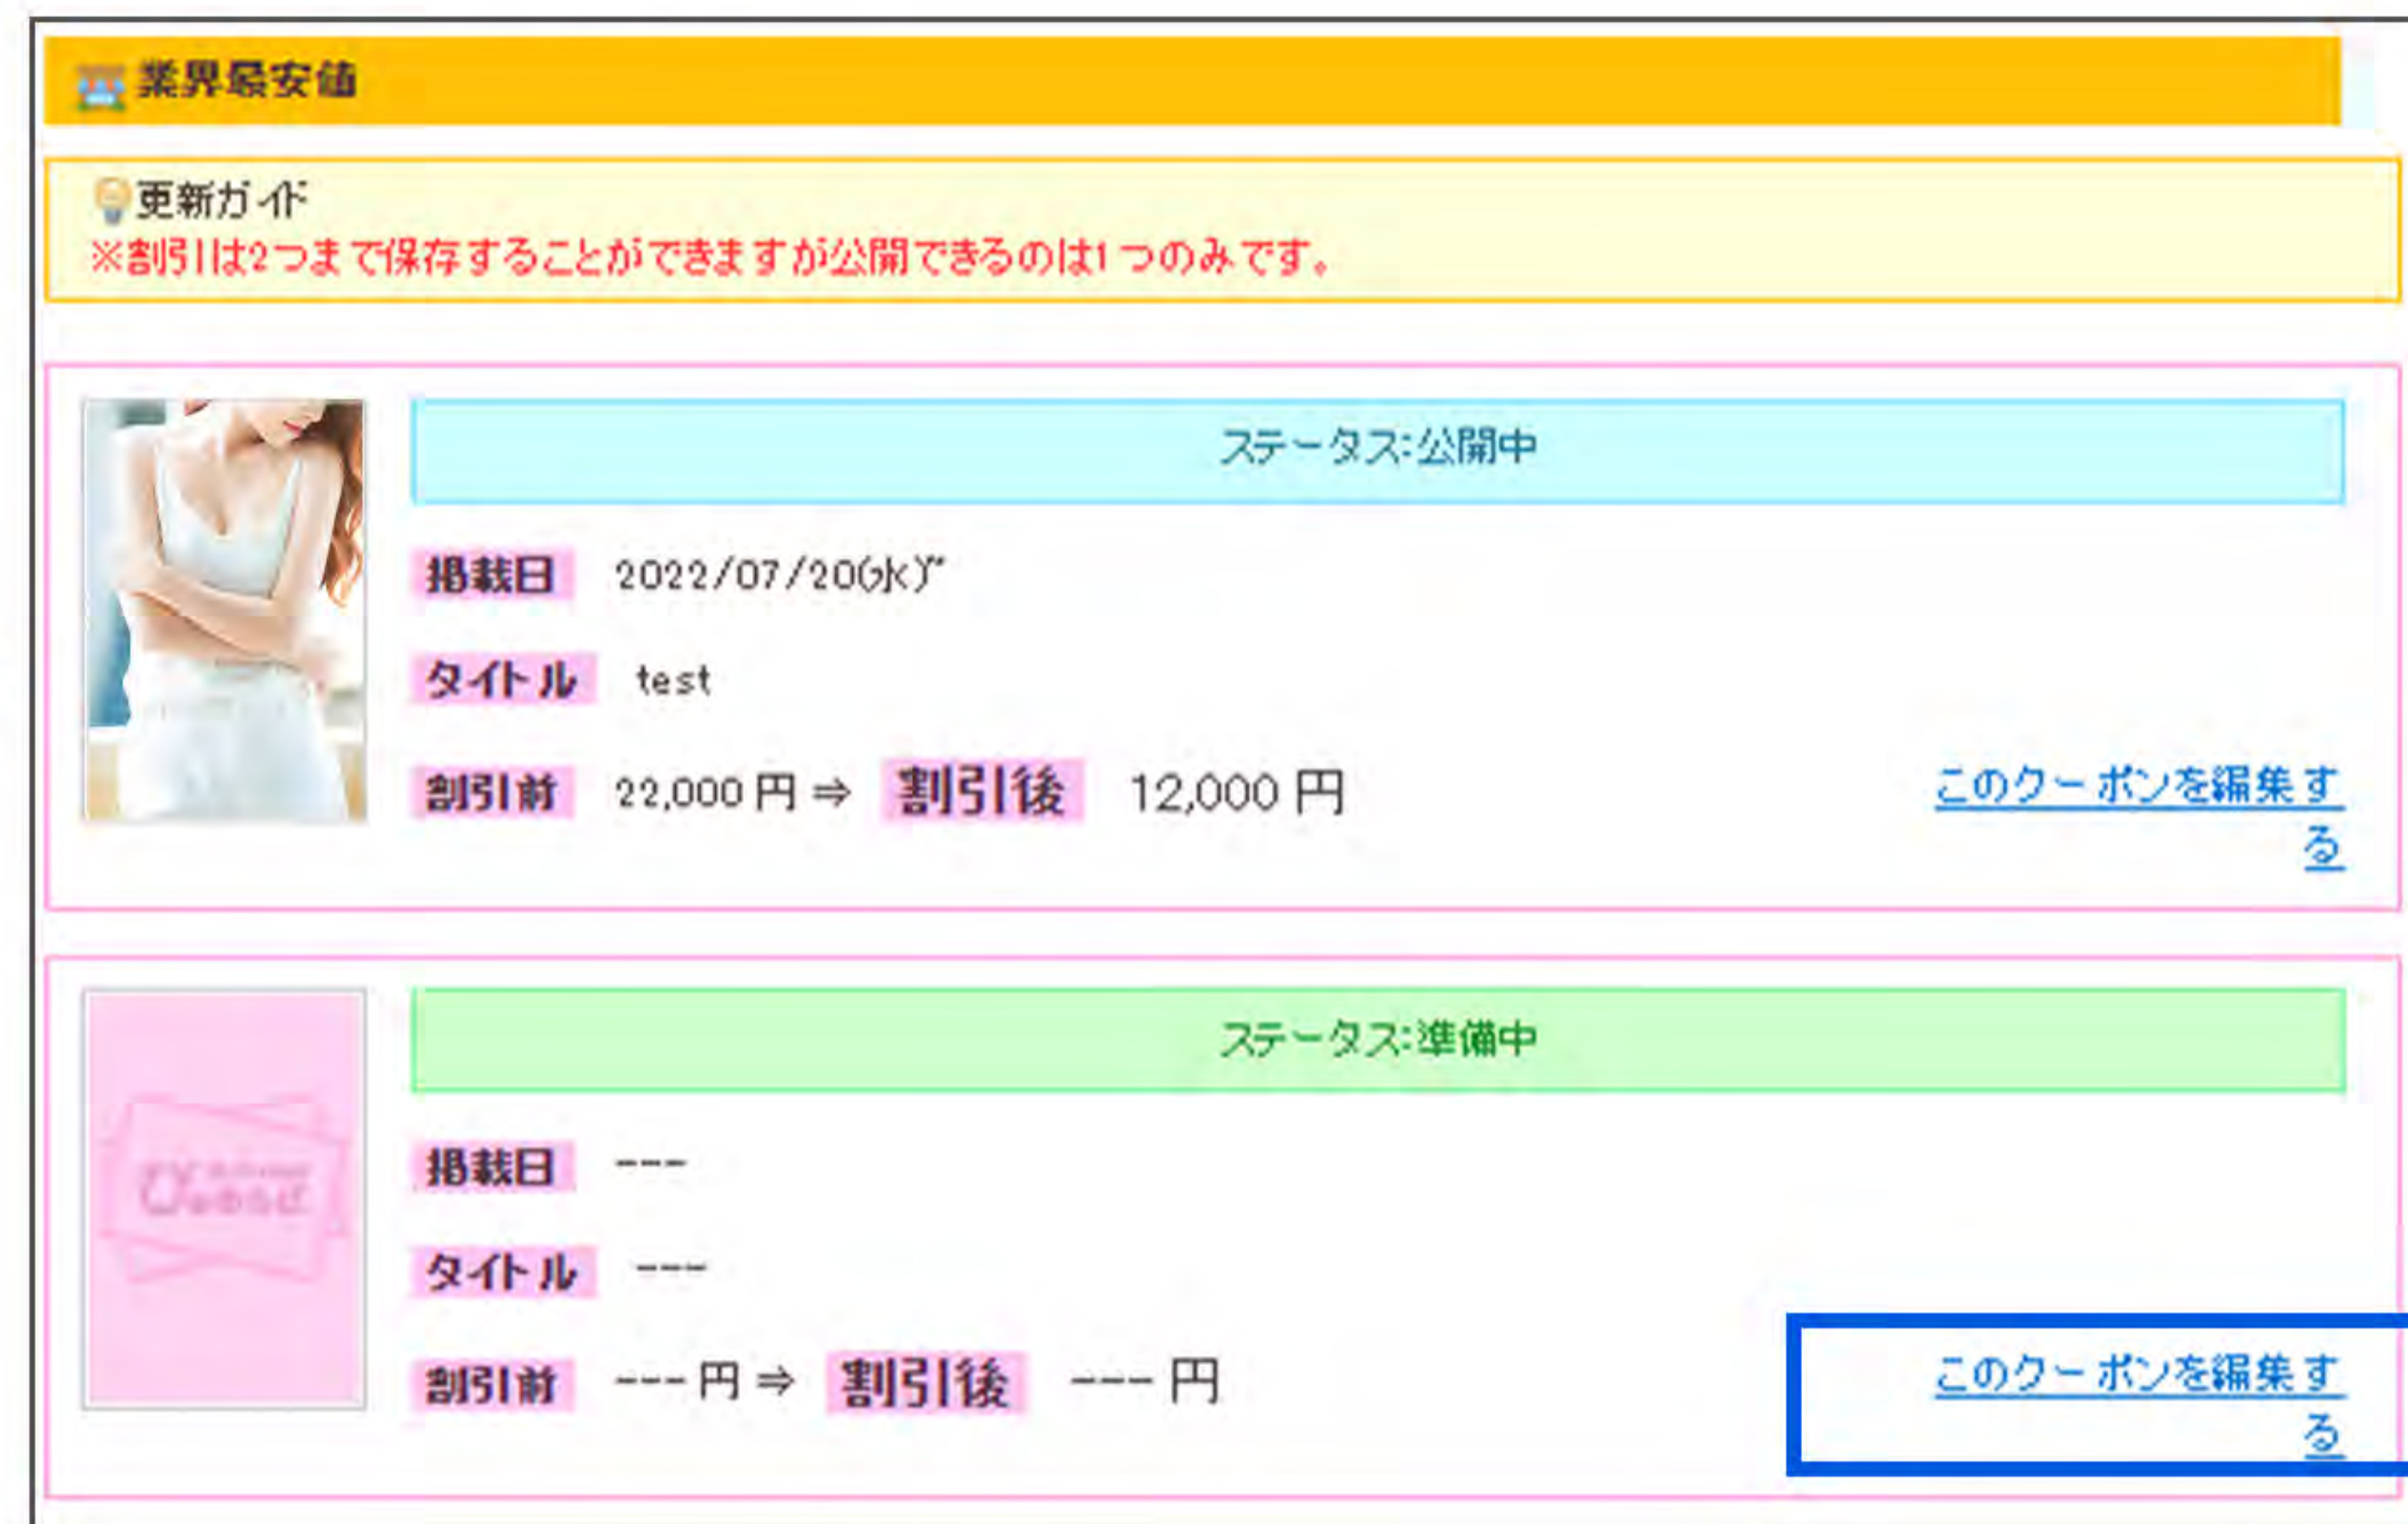 業界最安値
更新ガイド
※割引は2つまで保存することができますが公開できるのは1つのみです。
ステータス:公開中
掲載日 2022/07/20(水)~
タイトル test
割引前 22,000 円 ⇒ 割引後 12,000 円
このクーポンを編集す
る
ステータス:準備中
掲載日 ---
タイトル ---
割引前 --- 円 ⇒ 割引後 --- 円
このクーポンを編集す
る